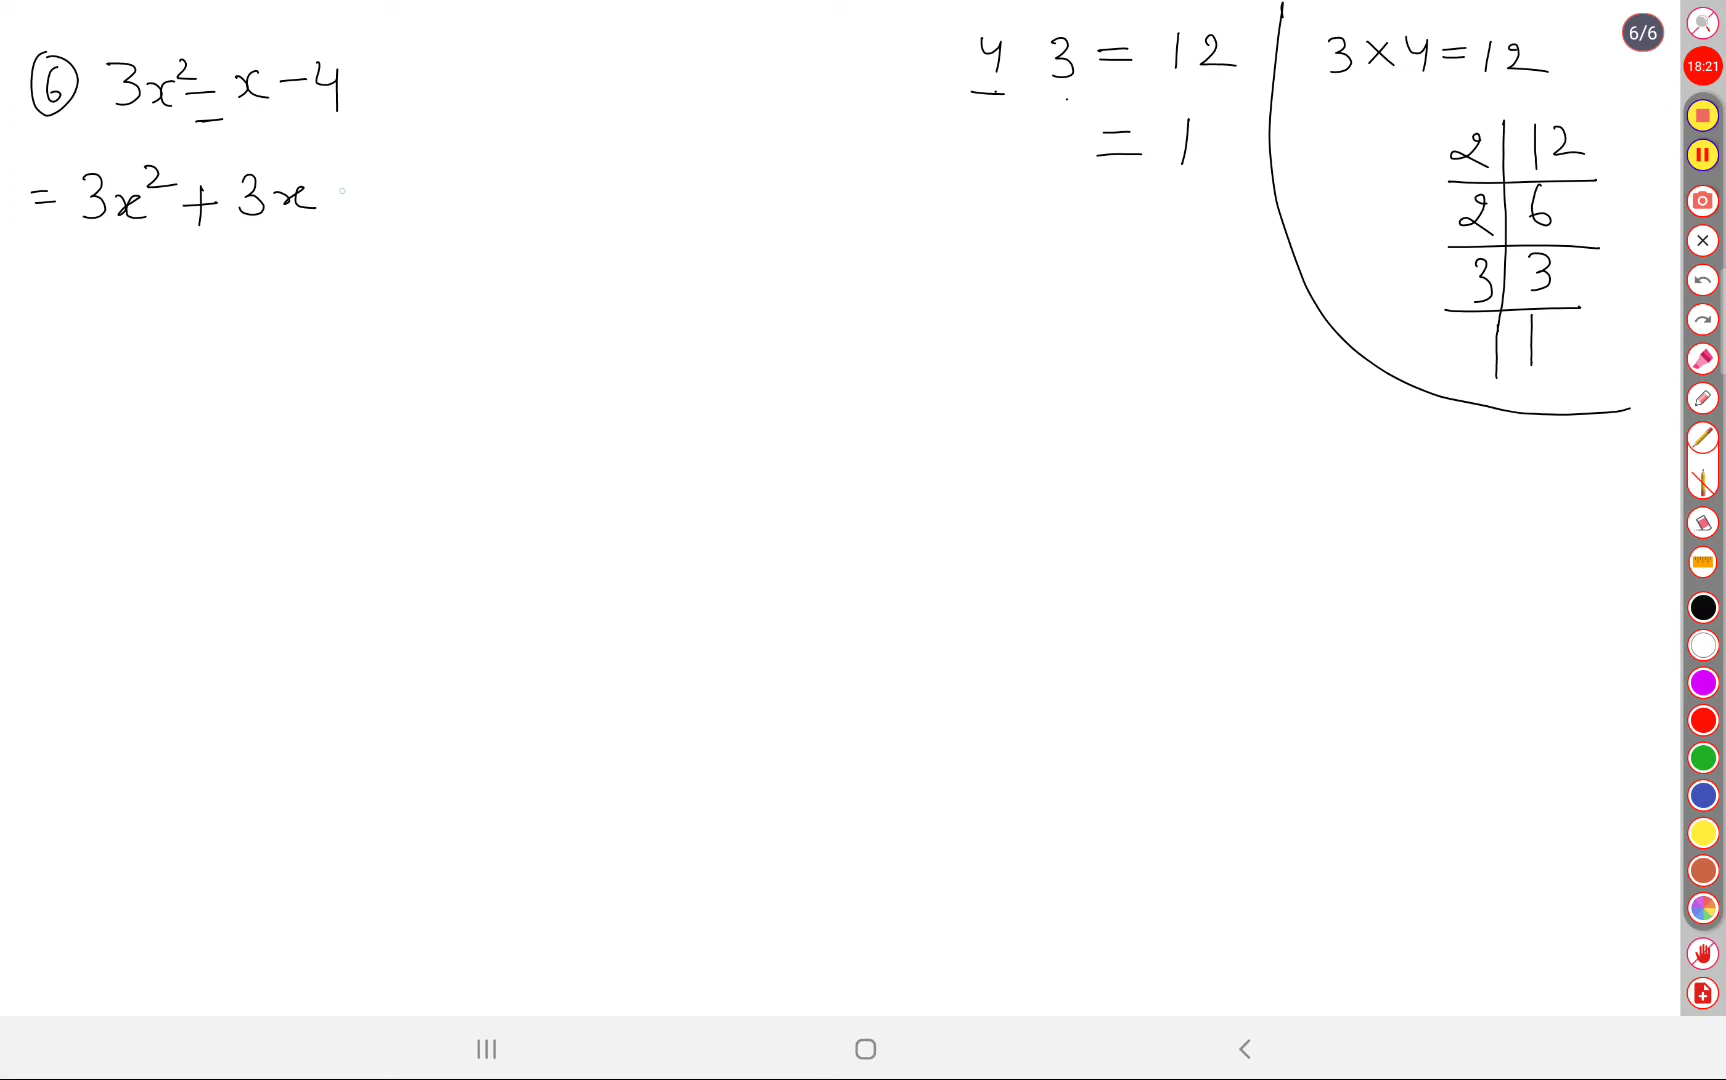 ⑥ 3x² - x - 4
= 3x² + 3x
4 3 = 12
= 1
3 × 4 = 12
2 | 12
2 | 6
3 | 3
| 1
6/6
18:21